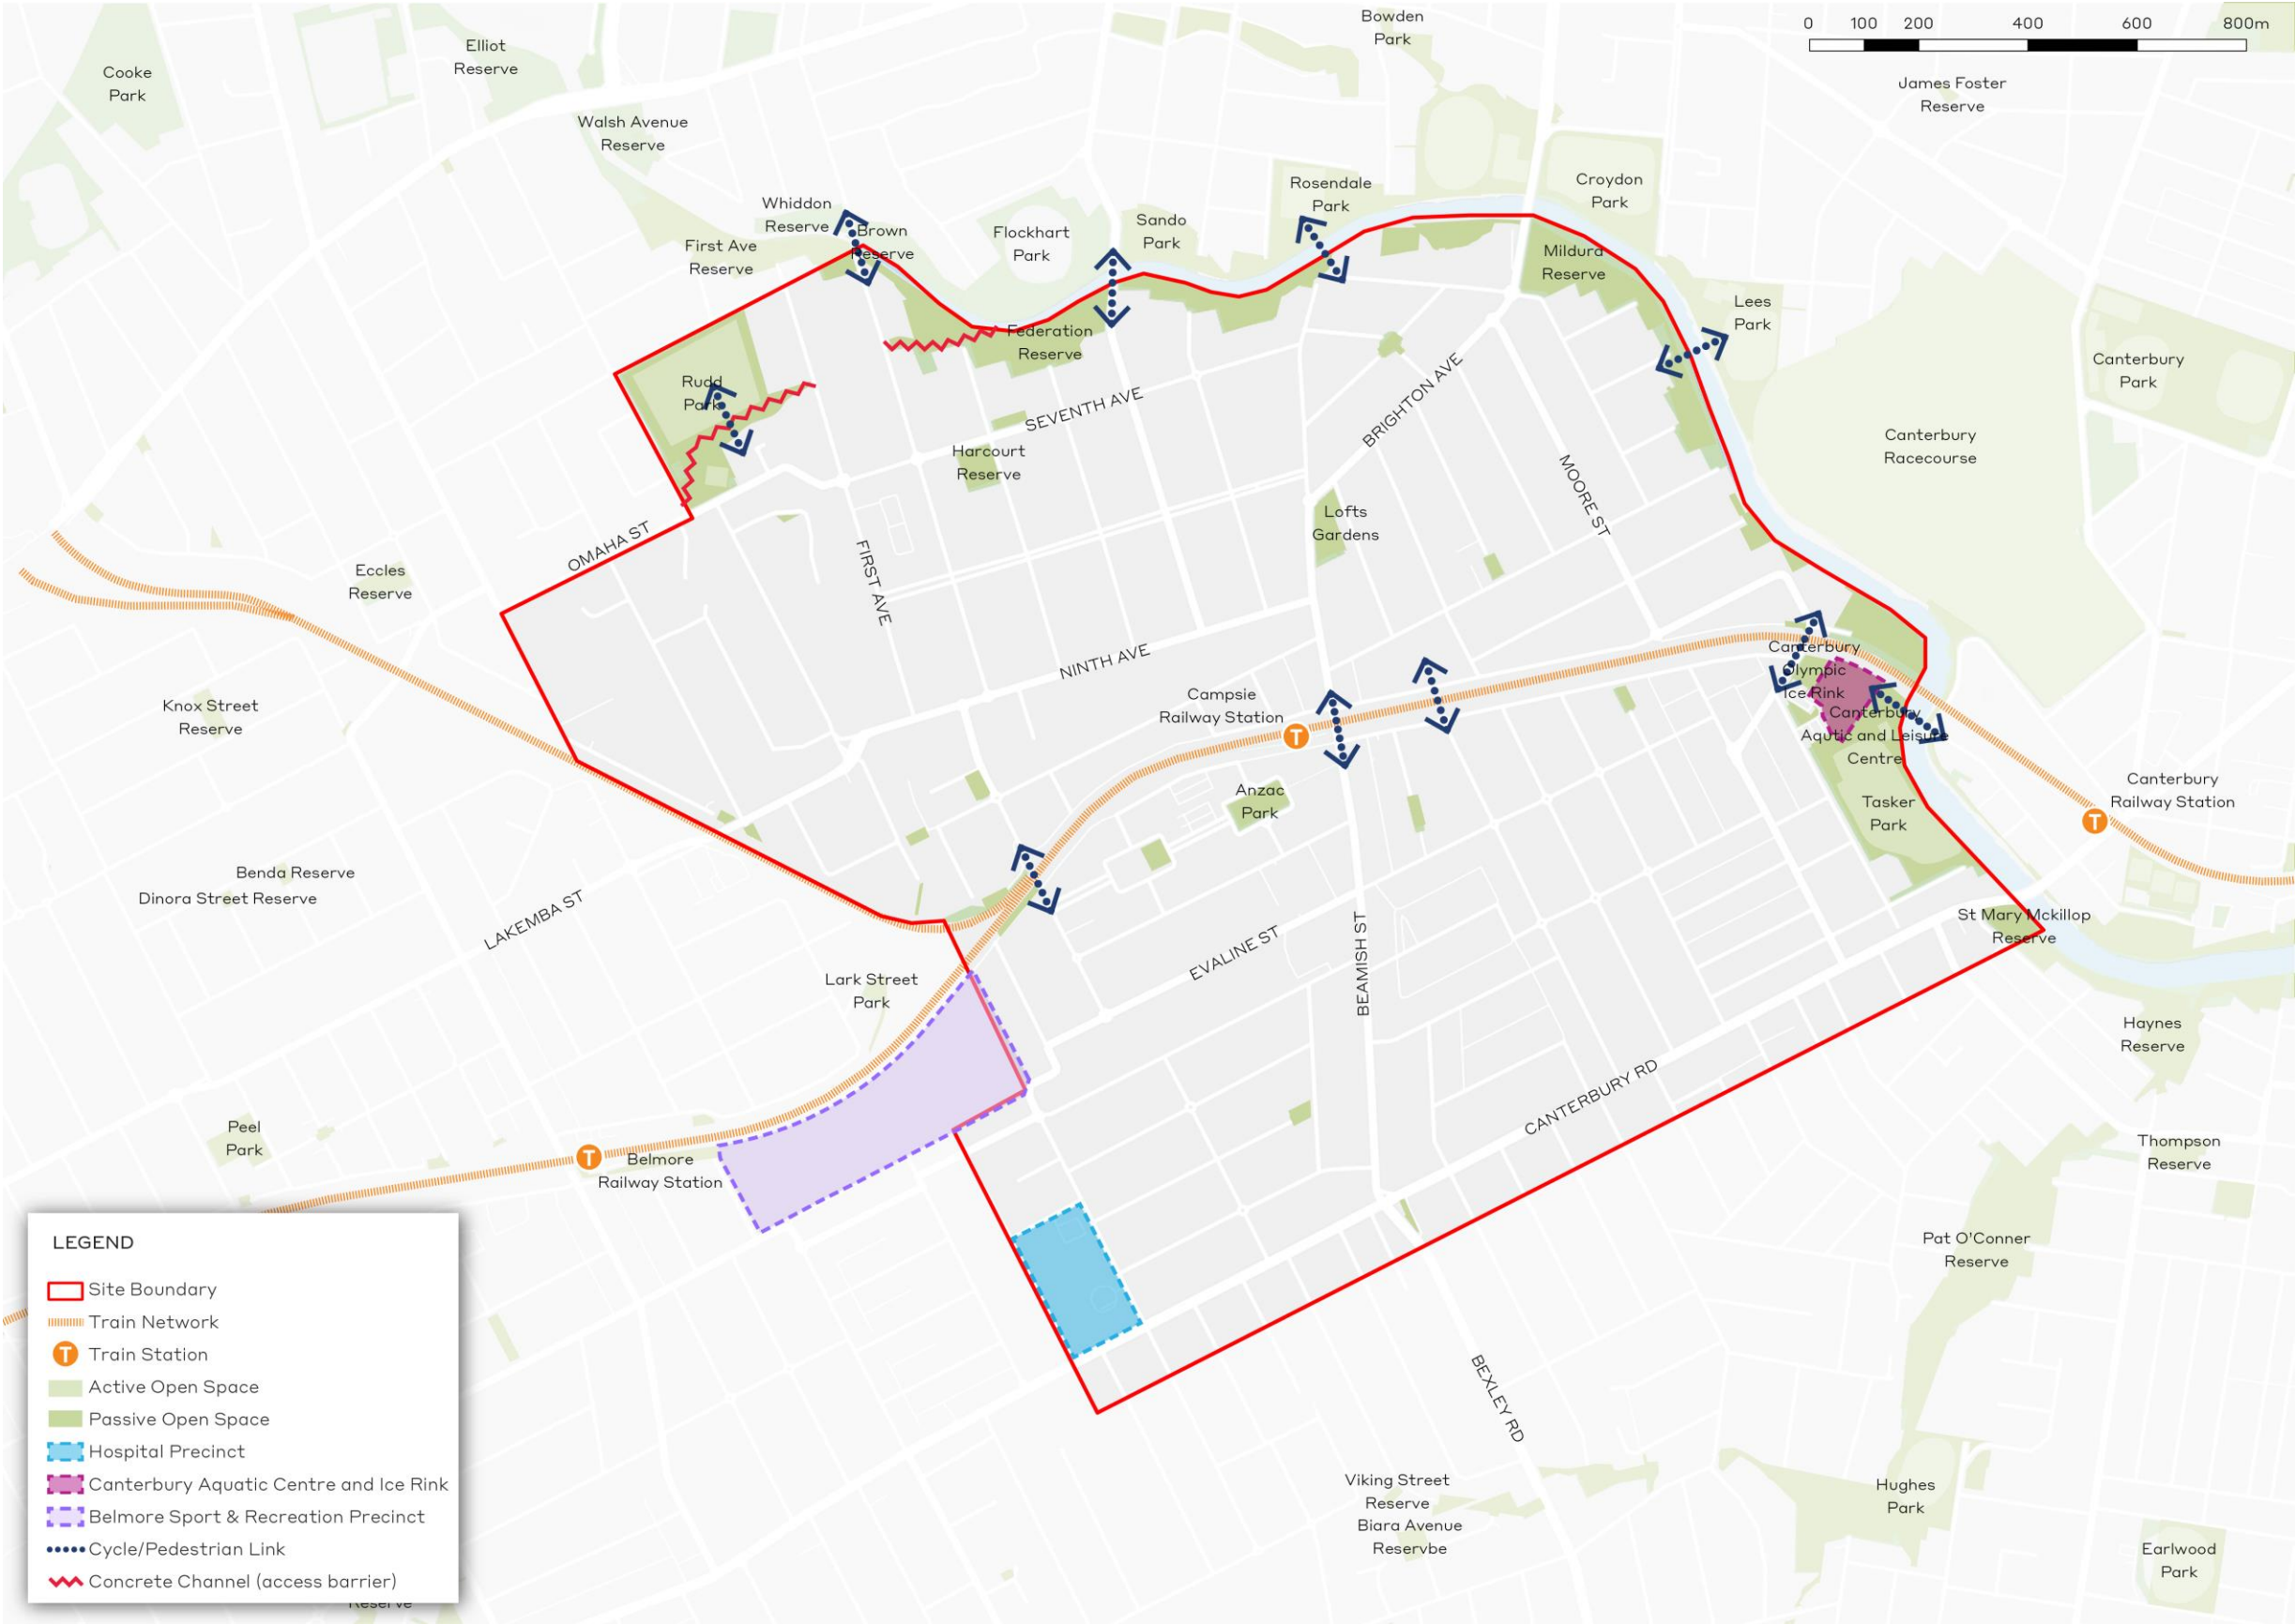 Bowden
Park
0 100 200 400 600 800m
Elliot
Reserve
Cooke
Park
James Foster
Reserve
Walsh Avenue
Reserve
Rosendale
Park
Croydon
Park
Whiddon
Reserve
Brown
Reserve
First Ave
Reserve
Flockhart
Park
Sando
Park
Mildura
Reserve
Lees
Park
Federation
Reserve
Canterbury
Park
Rudd
Park
SEVENTH AVE
BRIGHTON AVE
Harcourt
Reserve
Canterbury
Racecourse
MOORE ST
Lofts
Gardens
OMAHA ST
FIRST AVE
Eccles
Reserve
NINTH AVE
Canterbury
Olympic
Ice Rink
Knox Street
Reserve
Campsie
Railway Station
T
Canterbury
Aqutic and Leisure
Centre
Anzac
Park
Tasker
Park
Canterbury
Railway Station
T
Benda Reserve
Dinora Street Reserve
LAKEMBA ST
EVALINE ST
BEAMISH ST
St Mary Mckillop
Reserve
Lark Street
Park
Haynes
Reserve
CANTERBURY RD
Peel
Park
T
Belmore
Railway Station
Thompson
Reserve
Pat O'Conner
Reserve
BEXLEY RD
Viking Street
Reserve
Biara Avenue
Reservbe
Hughes
Park
Earlwood
Park
LEGEND
Site Boundary
Train Network
T Train Station
Active Open Space
Passive Open Space
Hospital Precinct
Canterbury Aquatic Centre and Ice Rink
Belmore Sport & Recreation Precinct
Cycle/Pedestrian Link
Concrete Channel (access barrier)
Reserve